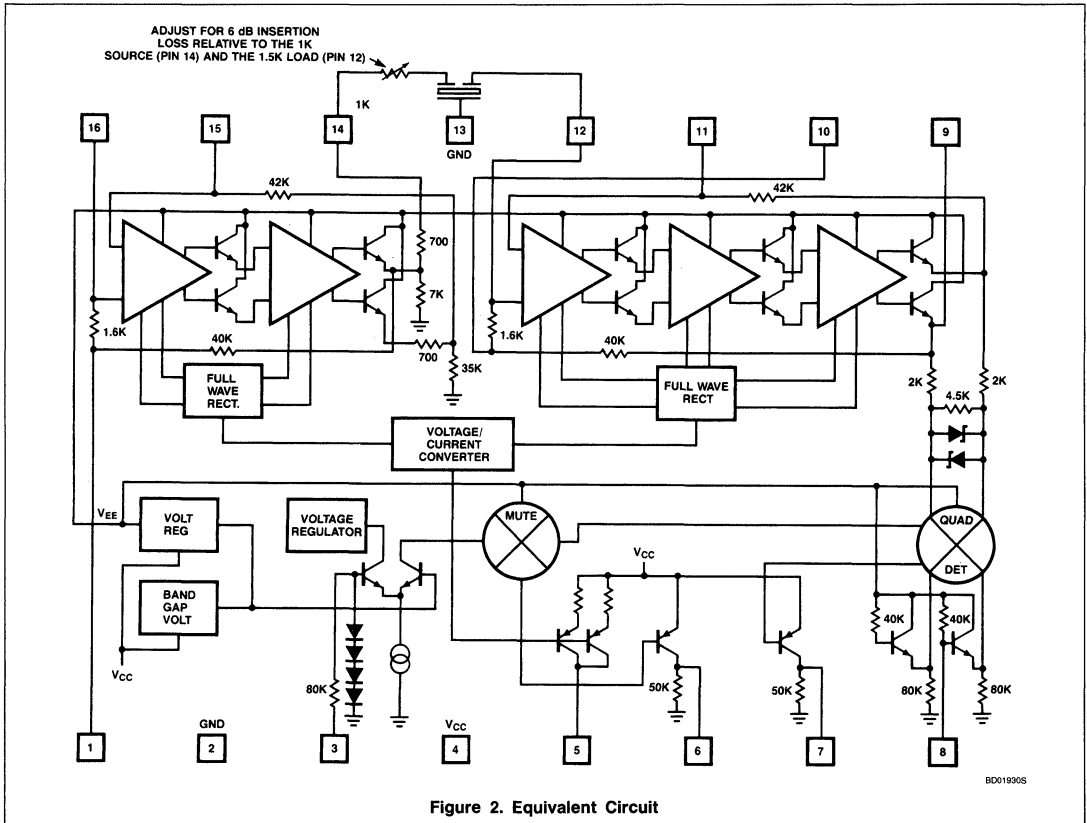 ADJUST FOR 6 dB INSERTION
LOSS RELATIVE TO THE 1K
SOURCE (PIN 14) AND THE 1.5K LOAD (PIN 12)
1K
16
15
14
13
12
11
10
9
GND
42K
42K
700
7K
1.6K
40K
700
35K
1.6K
40K
2K
2K
4.5K
FULL
WAVE
RECT.
FULL WAVE
RECT
VOLTAGE/
CURRENT
CONVERTER
VEE
VOLT
REG
VOLTAGE
REGULATOR
MUTE
QUAD
DET
VCC
BAND
GAP
VOLT
VCC
40K
40K
80K
50K
50K
80K
80K
GND
VCC
1
2
3
4
5
6
7
8
BD01930S
Figure 2. Equivalent Circuit